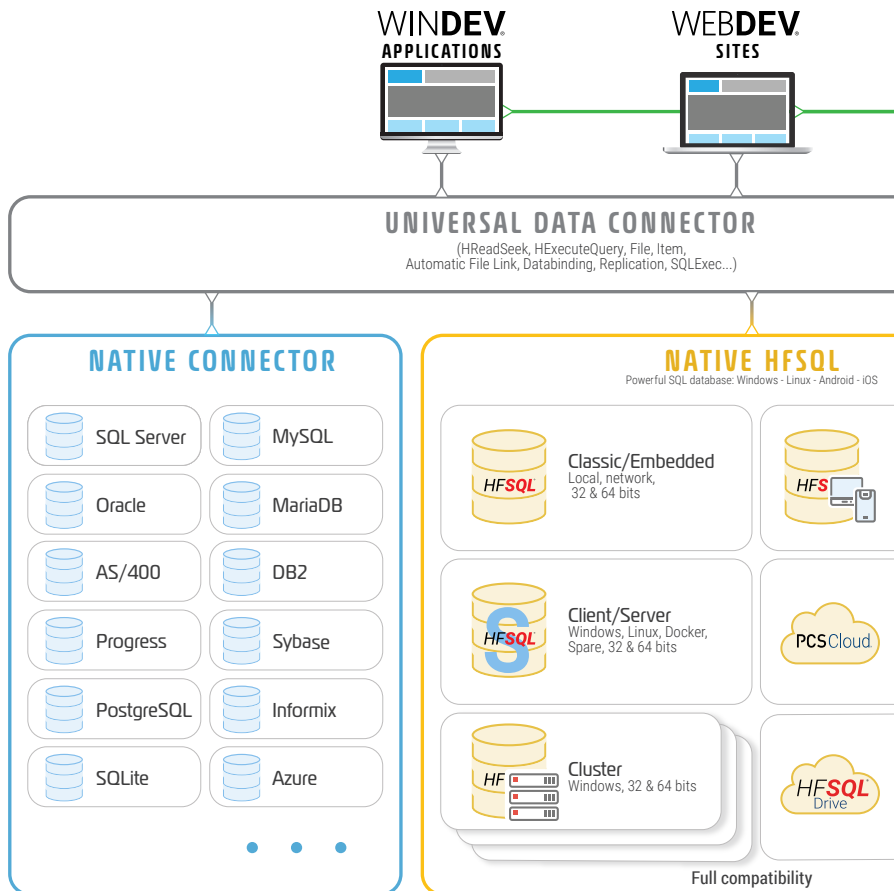 WINDEV®
APPLICATIONS
WEBDEV®
SITES
UNIVERSAL DATA CONNECTOR
(HReadSeek, HExecuteQuery, File, Item,
Automatic File Link, Databinding, Replication, SQLExec...)
NATIVE CONNECTOR
SQL Server
MySQL
Oracle
MariaDB
AS/400
DB2
Progress
Sybase
PostgreSQL
Informix
SQLite
Azure
NATIVE HFSQL
Powerful SQL database: Windows - Linux - Android - iOS
HFSQL
Classic/Embedded
Local, network,
32 & 64 bits
HFS
S
HFSQL
Client/Server
Windows, Linux, Docker,
Spare, 32 & 64 bits
PCSCloud
HF
Cluster
Windows, 32 & 64 bits
HFSQL
Drive
Full compatibility